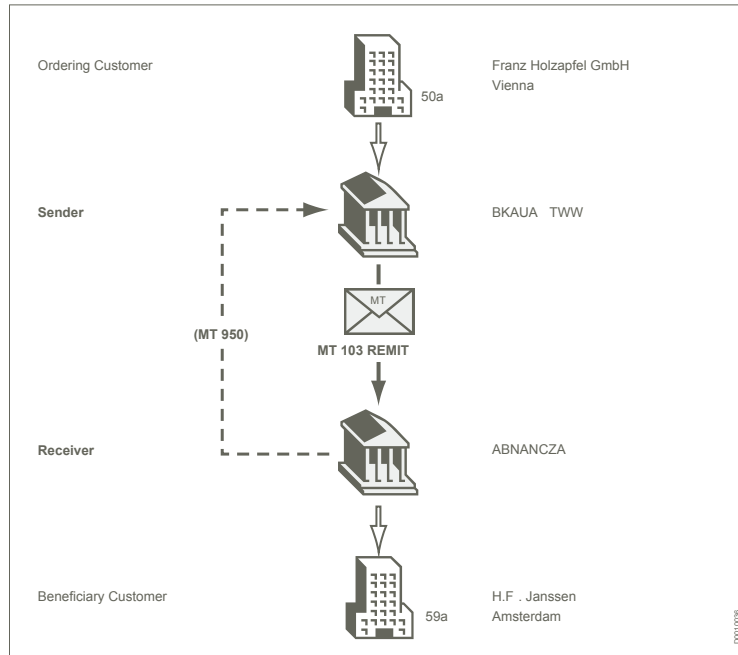 Ordering Customer
50a
Franz Holzapfel GmbH
Vienna
Sender
BKAUA TWW
MT
(MT 950)
MT 103 REMIT
Receiver
ABNANCZA
Beneficiary Customer
59a
H.F . Janssen
Amsterdam
D0010036